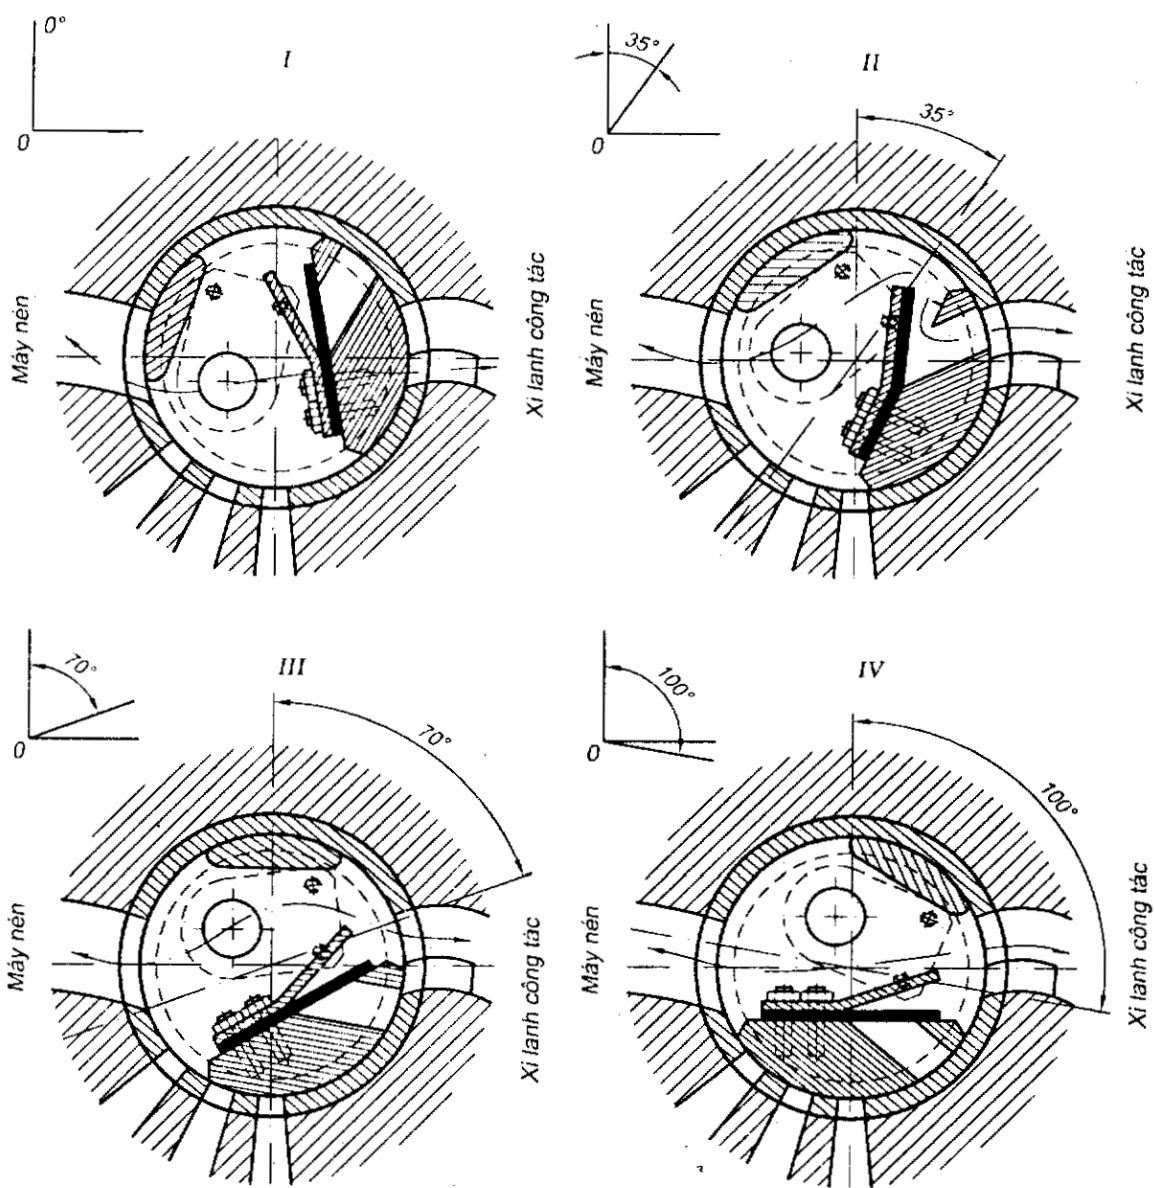 0°
I
0
Máy nén
Xi lanh công tác
35°
II
35°
0
Máy nén
Xi lanh công tác
70°
III
70°
0
Máy nén
Xi lanh công tác
100°
IV
100°
0
Máy nén
Xi lanh công tác